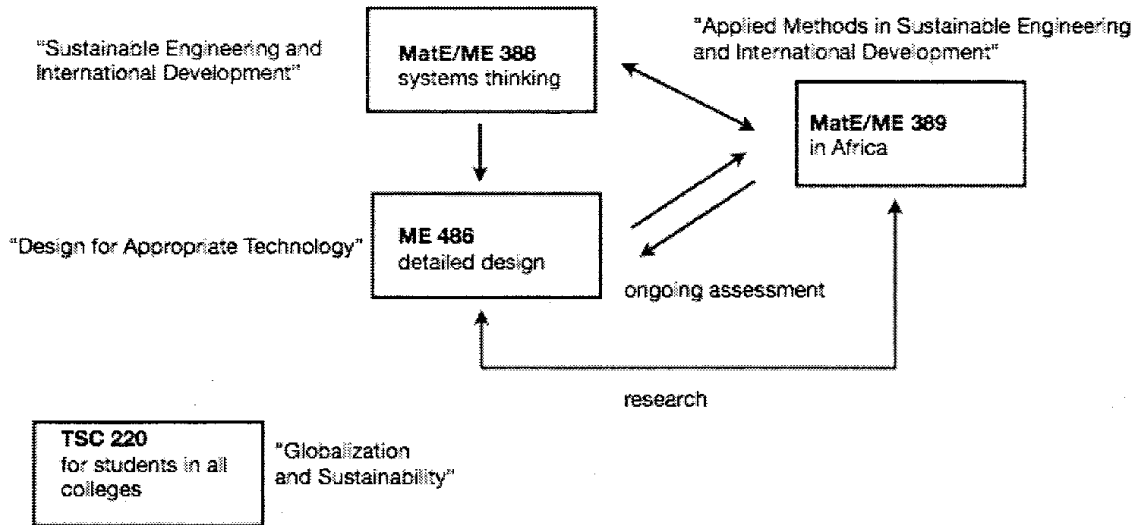 "Sustainable Engineering and
International Development"
MatE/ME 388
systems thinking
"Applied Methods in Sustainable Engineering
and International Development"
MatE/ME 389
in Africa
"Design for Appropriate Technology"
ME 486
detailed design
ongoing assessment
research
TSC 220
for students in all
colleges
"Globalization
and Sustainability"